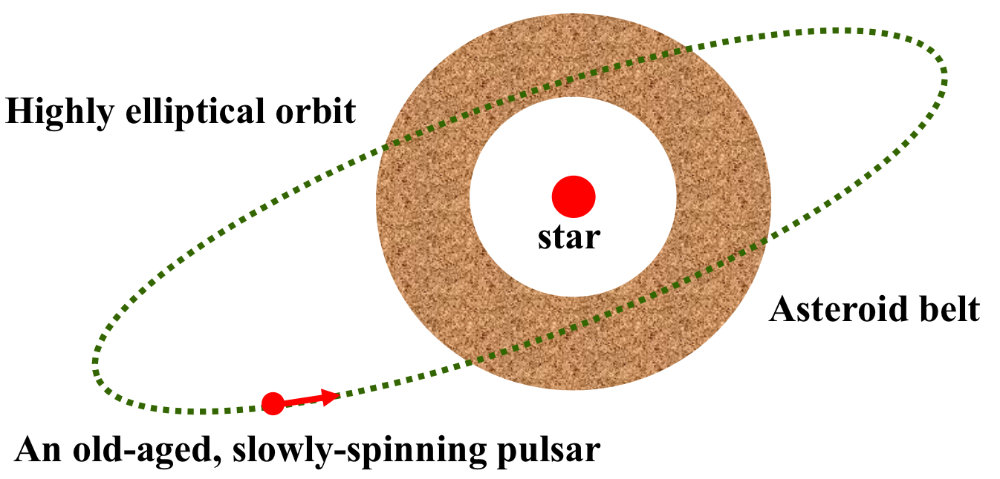 Highly elliptical orbit
star
Asteroid belt
An old-aged, slowly-spinning pulsar